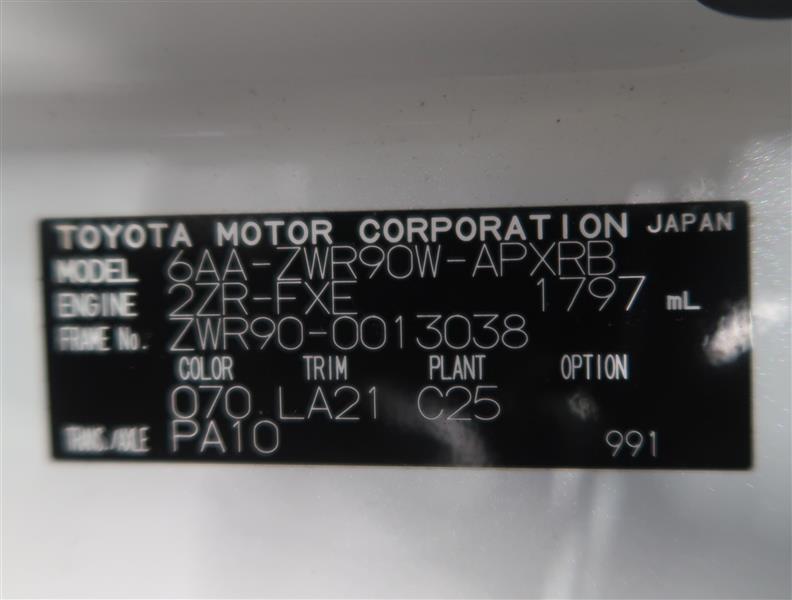 TOYOTA MOTOR CORPORATION JAPAN
MODEL 6AA-ZWR90W-APXRB
ENGINE 2ZR-FXE 1797 mL
FRAME No. ZWR90-0013038
COLOR TRIM PLANT OPTION
070 LA21 C25
TRANS./AXLE PA10 991